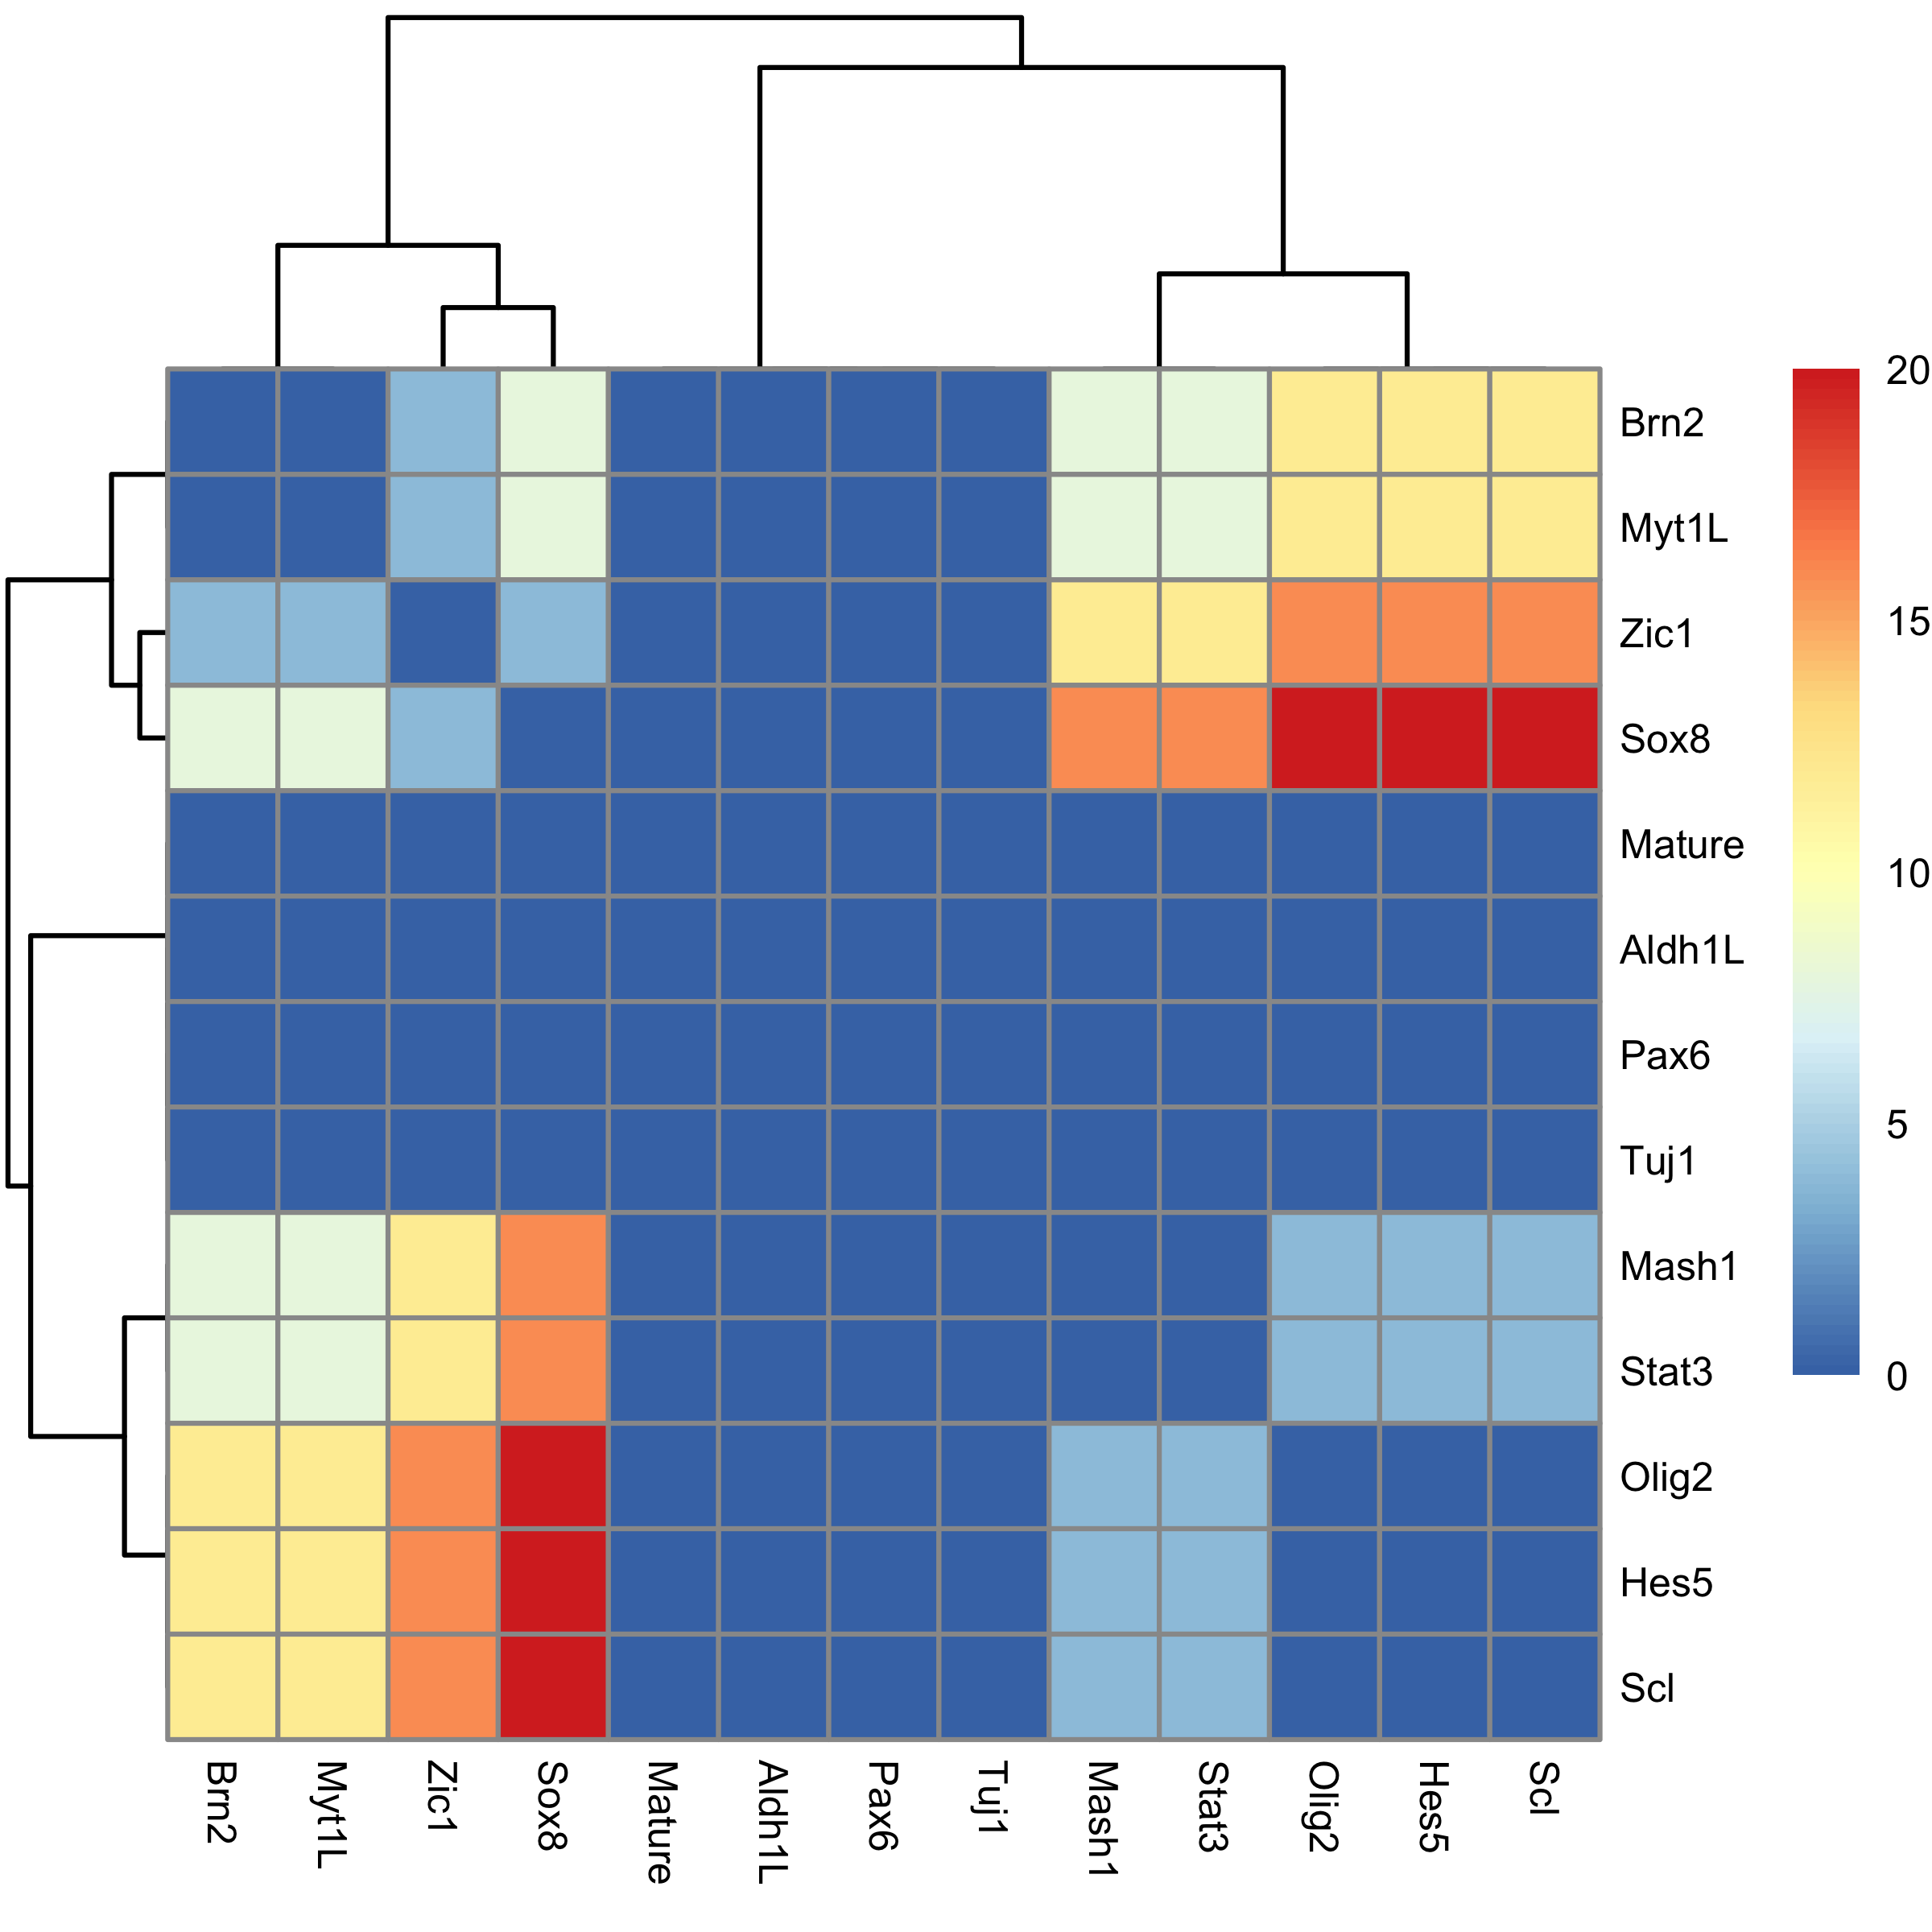 Brn2
Myt1L
Zic1
Sox8
Mature
Aldh1L
Pax6
Tuj1
Mash1
Stat3
Olig2
Hes5
Scl
20
15
10
5
0
Brn2
Myt1L
Zic1
Sox8
Mature
Aldh1L
Pax6
Tuj1
Mash1
Stat3
Olig2
Hes5
Scl